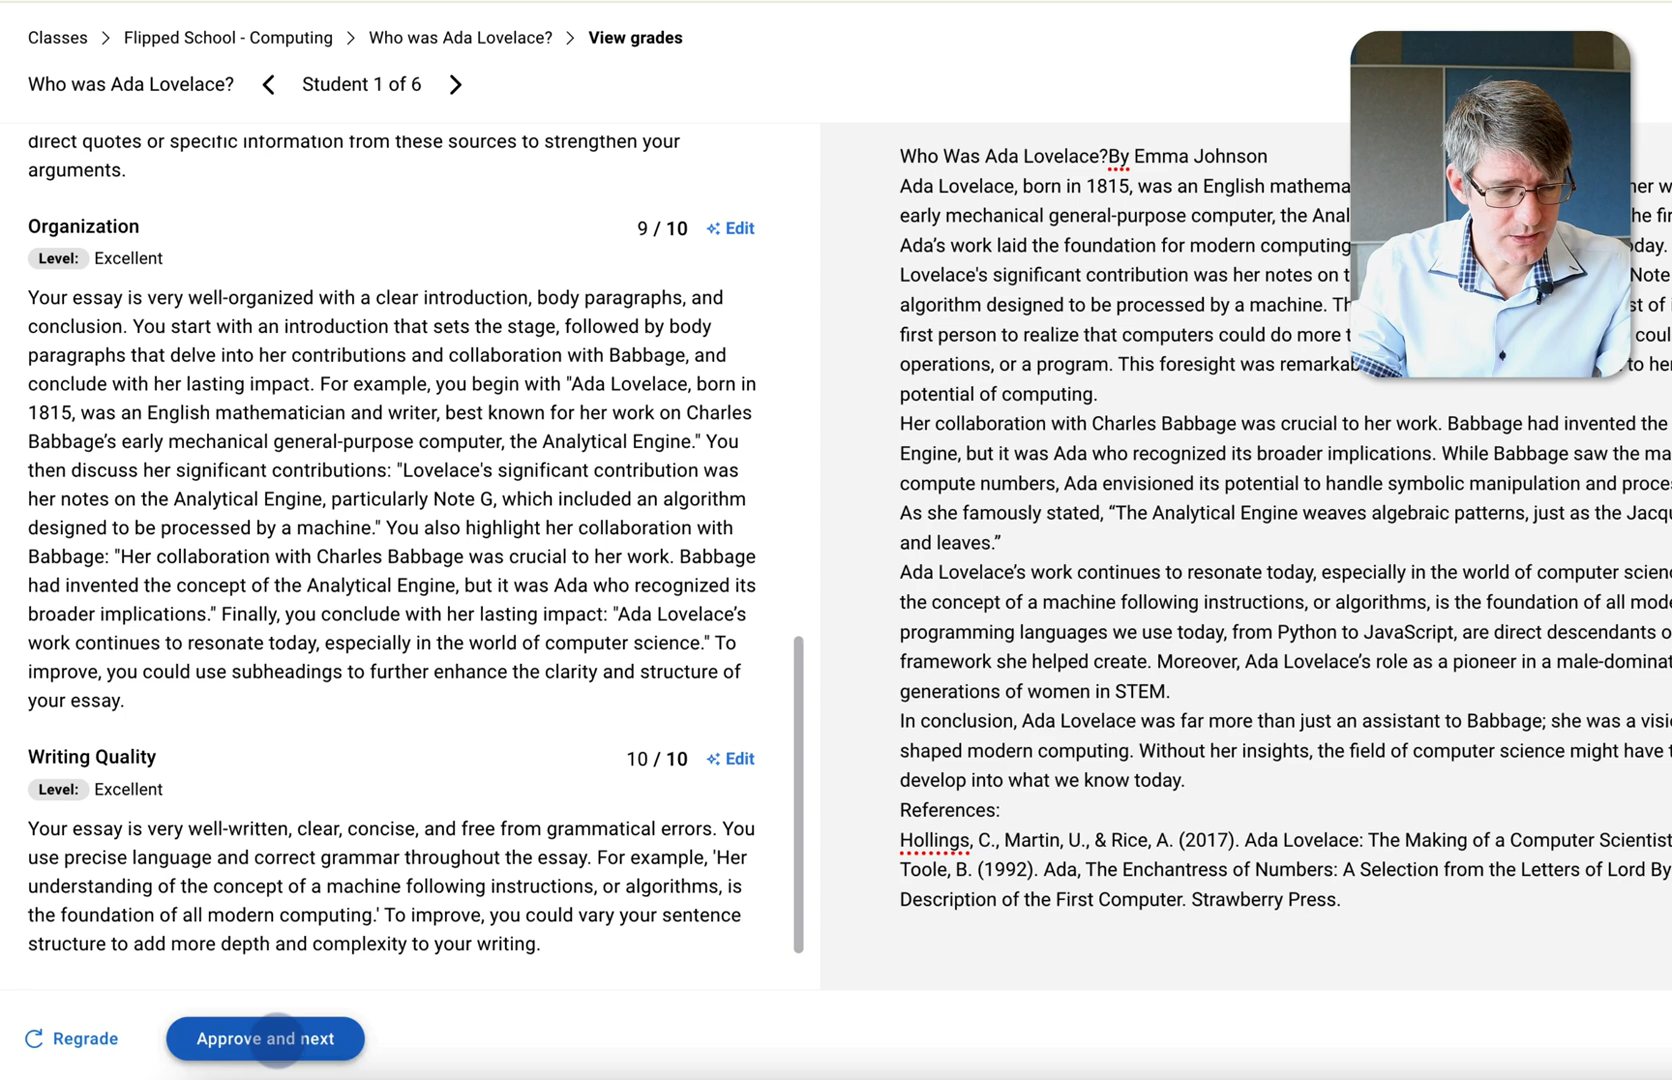 Classes > Flipped School - Computing > Who was Ada Lovelace? > View grades
Who was Ada Lovelace? < Student 1 of 6 >
direct quotes or specific information from these sources to strengthen your
arguments.
Organization 9 / 10 Edit
Level: Excellent
Your essay is very well-organized with a clear introduction, body paragraphs, and
conclusion. You start with an introduction that sets the stage, followed by body
paragraphs that delve into her contributions and collaboration with Babbage, and
conclude with her lasting impact. For example, you begin with "Ada Lovelace, born in
1815, was an English mathematician and writer, best known for her work on Charles
Babbage’s early mechanical general-purpose computer, the Analytical Engine." You
then discuss her significant contributions: "Lovelace's significant contribution was
her notes on the Analytical Engine, particularly Note G, which included an algorithm
designed to be processed by a machine." You also highlight her collaboration with
Babbage: "Her collaboration with Charles Babbage was crucial to her work. Babbage
had invented the concept of the Analytical Engine, but it was Ada who recognized its
broader implications." Finally, you conclude with her lasting impact: "Ada Lovelace’s
work continues to resonate today, especially in the world of computer science." To
improve, you could use subheadings to further enhance the clarity and structure of
your essay.
Writing Quality 10 / 10 Edit
Level: Excellent
Your essay is very well-written, clear, concise, and free from grammatical errors. You
use precise language and correct grammar throughout the essay. For example, 'Her
understanding of the concept of a machine following instructions, or algorithms, is
the foundation of all modern computing.' To improve, you could vary your sentence
structure to add more depth and complexity to your writing.
Regrade Approve and next
Who Was Ada Lovelace?By Emma Johnson
Ada Lovelace, born in 1815, was an English mathema er w
early mechanical general-purpose computer, the Anal he fir
Ada’s work laid the foundation for modern computing oday.
Lovelace's significant contribution was her notes on t Note
algorithm designed to be processed by a machine. Th st of i
first person to realize that computers could do more t coul
operations, or a program. This foresight was remarkab to her
potential of computing.
Her collaboration with Charles Babbage was crucial to her work. Babbage had invented the
Engine, but it was Ada who recognized its broader implications. While Babbage saw the ma
compute numbers, Ada envisioned its potential to handle symbolic manipulation and proce
As she famously stated, “The Analytical Engine weaves algebraic patterns, just as the Jacqu
and leaves.”
Ada Lovelace’s work continues to resonate today, especially in the world of computer scienc
the concept of a machine following instructions, or algorithms, is the foundation of all mode
programming languages we use today, from Python to JavaScript, are direct descendants o
framework she helped create. Moreover, Ada Lovelace’s role as a pioneer in a male-dominat
generations of women in STEM.
In conclusion, Ada Lovelace was far more than just an assistant to Babbage; she was a visi
shaped modern computing. Without her insights, the field of computer science might have t
develop into what we know today.
References:
Hollings, C., Martin, U., & Rice, A. (2017). Ada Lovelace: The Making of a Computer Scientist
Toole, B. (1992). Ada, The Enchantress of Numbers: A Selection from the Letters of Lord By
Description of the First Computer. Strawberry Press.